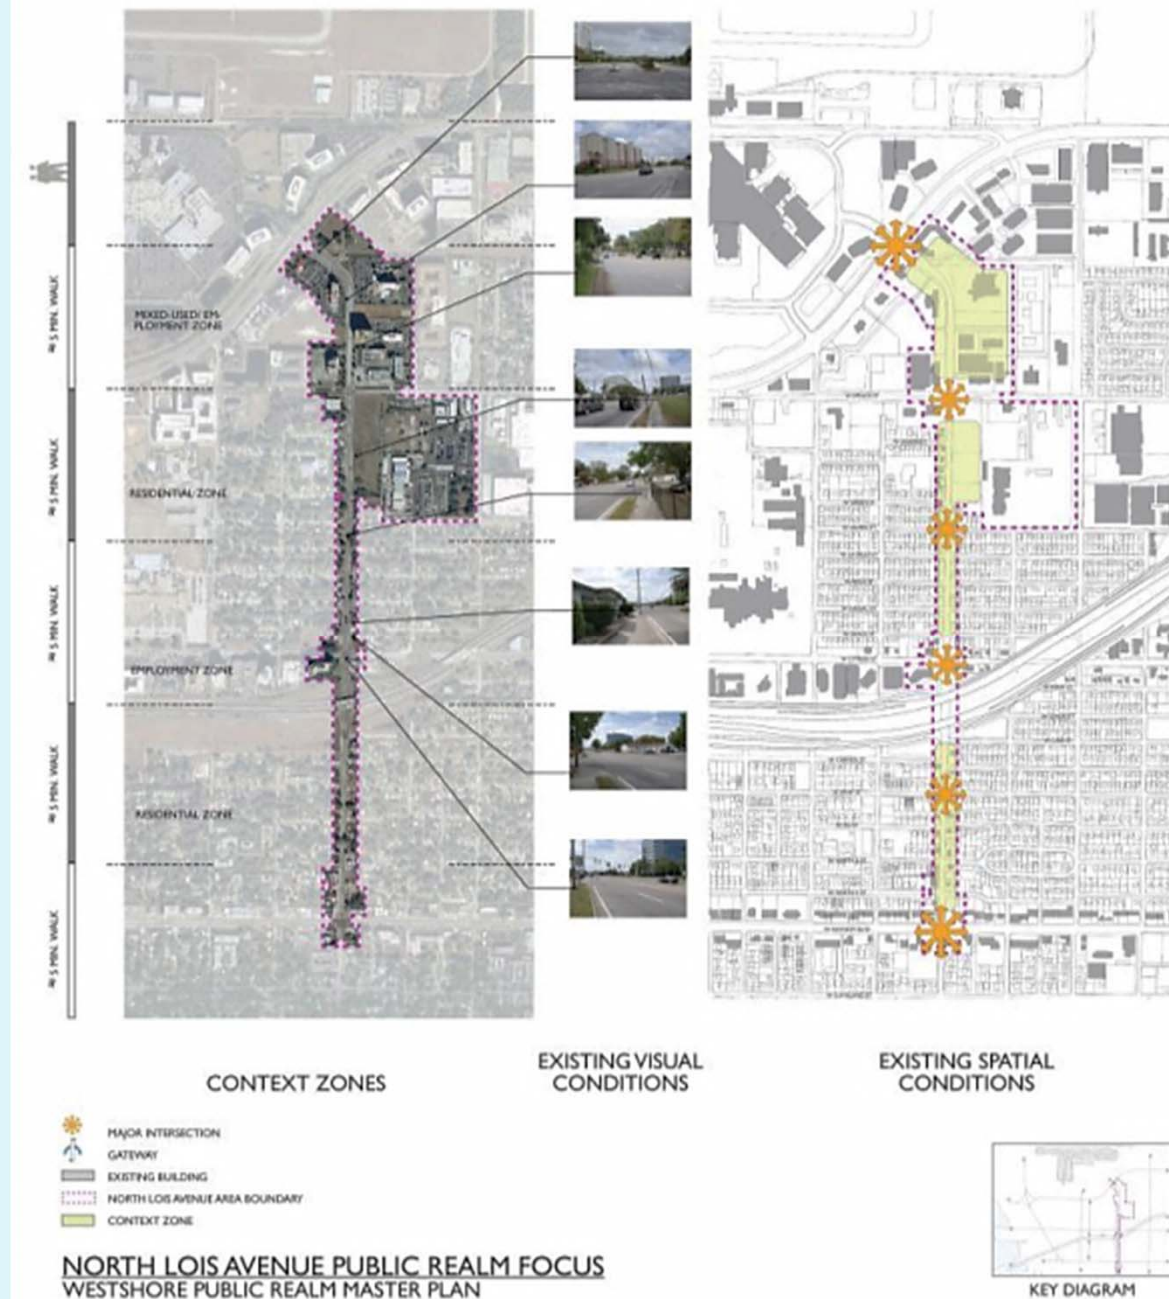 ≈ 5 MIN. WALK
≈ 5 MIN. WALK
≈ 5 MIN. WALK
≈ 5 MIN. WALK
≈ 5 MIN. WALK
MIXED-USED/ EM-
PLOYMENT ZONE
RESIDENTIAL ZONE
EMPLOYMENT ZONE
RESIDENTIAL ZONE
CONTEXT ZONES
EXISTING VISUAL
CONDITIONS
EXISTING SPATIAL
CONDITIONS
MAJOR INTERSECTION
GATEWAY
EXISTING BUILDING
NORTH LOIS AVENUE AREA BOUNDARY
CONTEXT ZONE
NORTH LOIS AVENUE PUBLIC REALM FOCUS
WESTSHORE PUBLIC REALM MASTER PLAN
KEY DIAGRAM